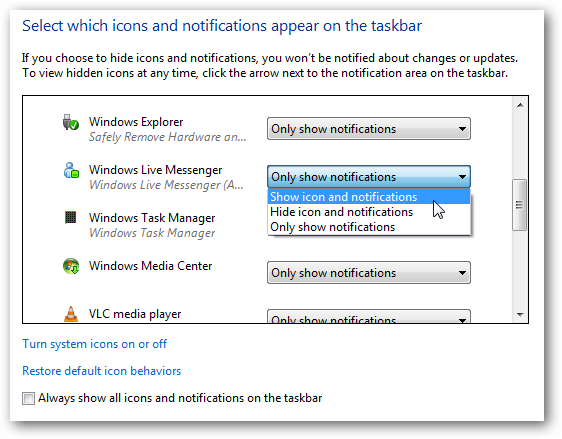 Select which icons and notifications appear on the taskbar
If you choose to hide icons and notifications, you won't be notified about changes or updates.
To view hidden icons at any time, click the arrow next to the notification area on the taskbar.
Windows Explorer
Safely Remove Hardware an...
Only show notifications
Windows Live Messenger
Windows Live Messenger (A...
Only show notifications
Show icon and notifications
Hide icon and notifications
Only show notifications
Windows Task Manager
Windows Task Manager
Windows Media Center
Only show notifications
VLC media player
Only show notifications
Turn system icons on or off
Restore default icon behaviors
Always show all icons and notifications on the taskbar